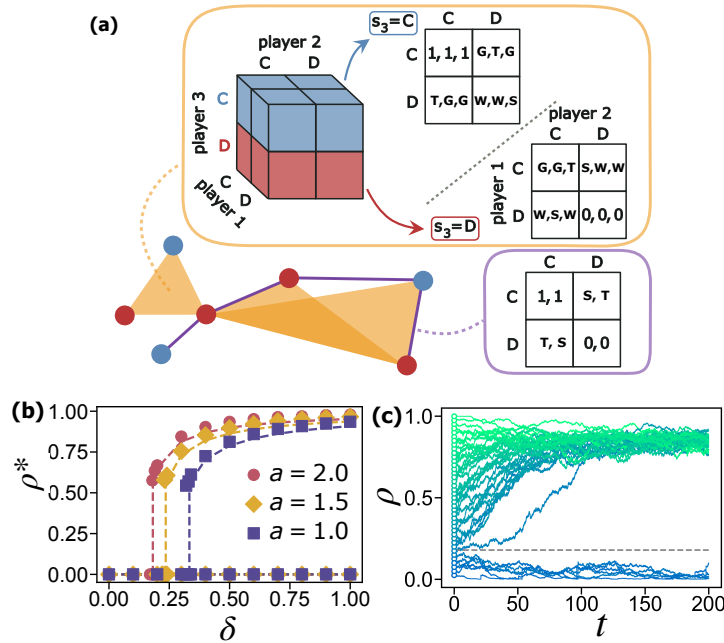 (a)
player 2
C D
player 3
C
D
C
D
player 1
s₃=C
C D
C 1, 1, 1 G,T,G
D T,G,G W,W,S
player 2
C D
player 1
C G,G,T S,W,W
D W,S,W 0,0,0
s₃=D
C D
C 1, 1 S, T
D T, S 0, 0
(b)
1.00
0.75
0.50
0.25
0.00
ρ*
a = 2.0
a = 1.5
a = 1.0
0.00 0.25 0.50 0.75 1.00
δ
(c)
1.0
0.5
0.0
ρ
0 50 100 150 200
t